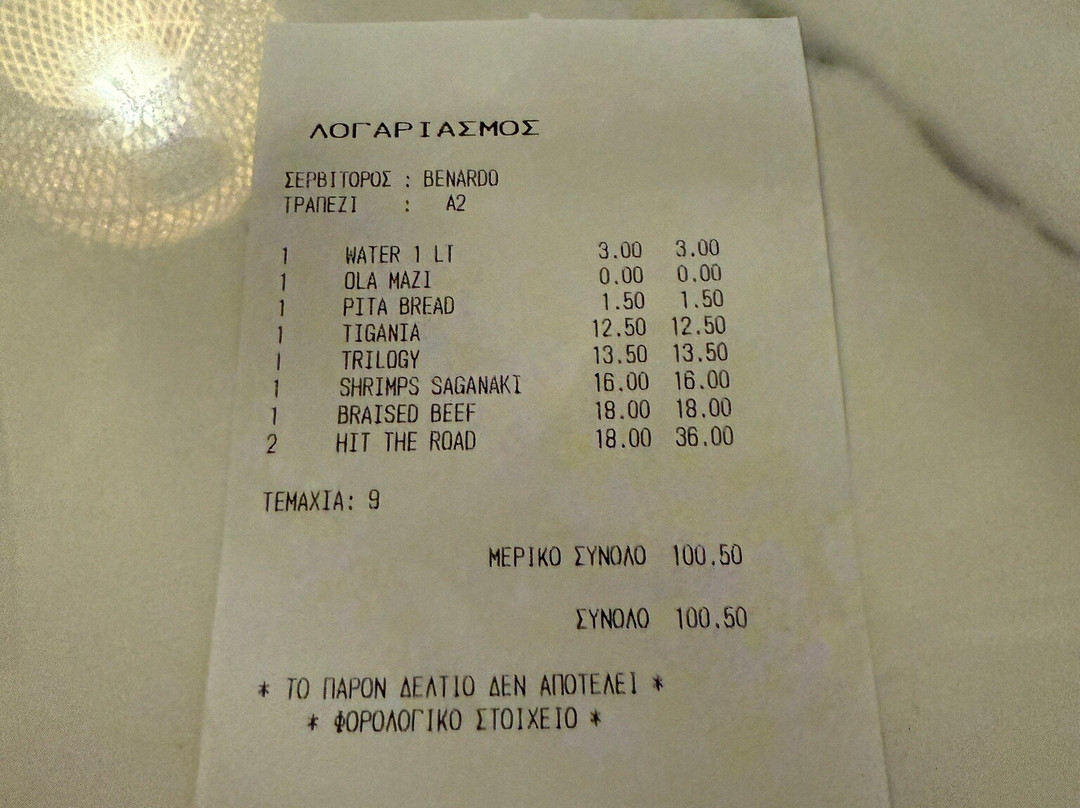 ΛΟΓΑΡΙΑΣΜΟΣ
ΣΕΡΒΙΤΟΡΟΣ : BENARDO
ΤΡΑΠΕΖΙ : A2
1 WATER 1 LT 3.00 3.00
1 OLA MAZI 0.00 0.00
1 PITA BREAD 1.50 1.50
1 TIGANIA 12.50 12.50
1 TRILOGY 13.50 13.50
1 SHRIMPS SAGANAKI 16.00 16.00
1 BRAISED BEEF 18.00 18.00
2 HIT THE ROAD 18.00 36.00
ΤΕΜΑΧΙΑ: 9
ΜΕΡΙΚΟ ΣΥΝΟΛΟ 100.50
ΣΥΝΟΛΟ 100.50
* ΤΟ ΠΑΡΟΝ ΔΕΛΤΙΟ ΔΕΝ ΑΠΟΤΕΛΕΙ *
* ΦΟΡΟΛΟΓΙΚΟ ΣΤΟΙΧΕΙΟ *